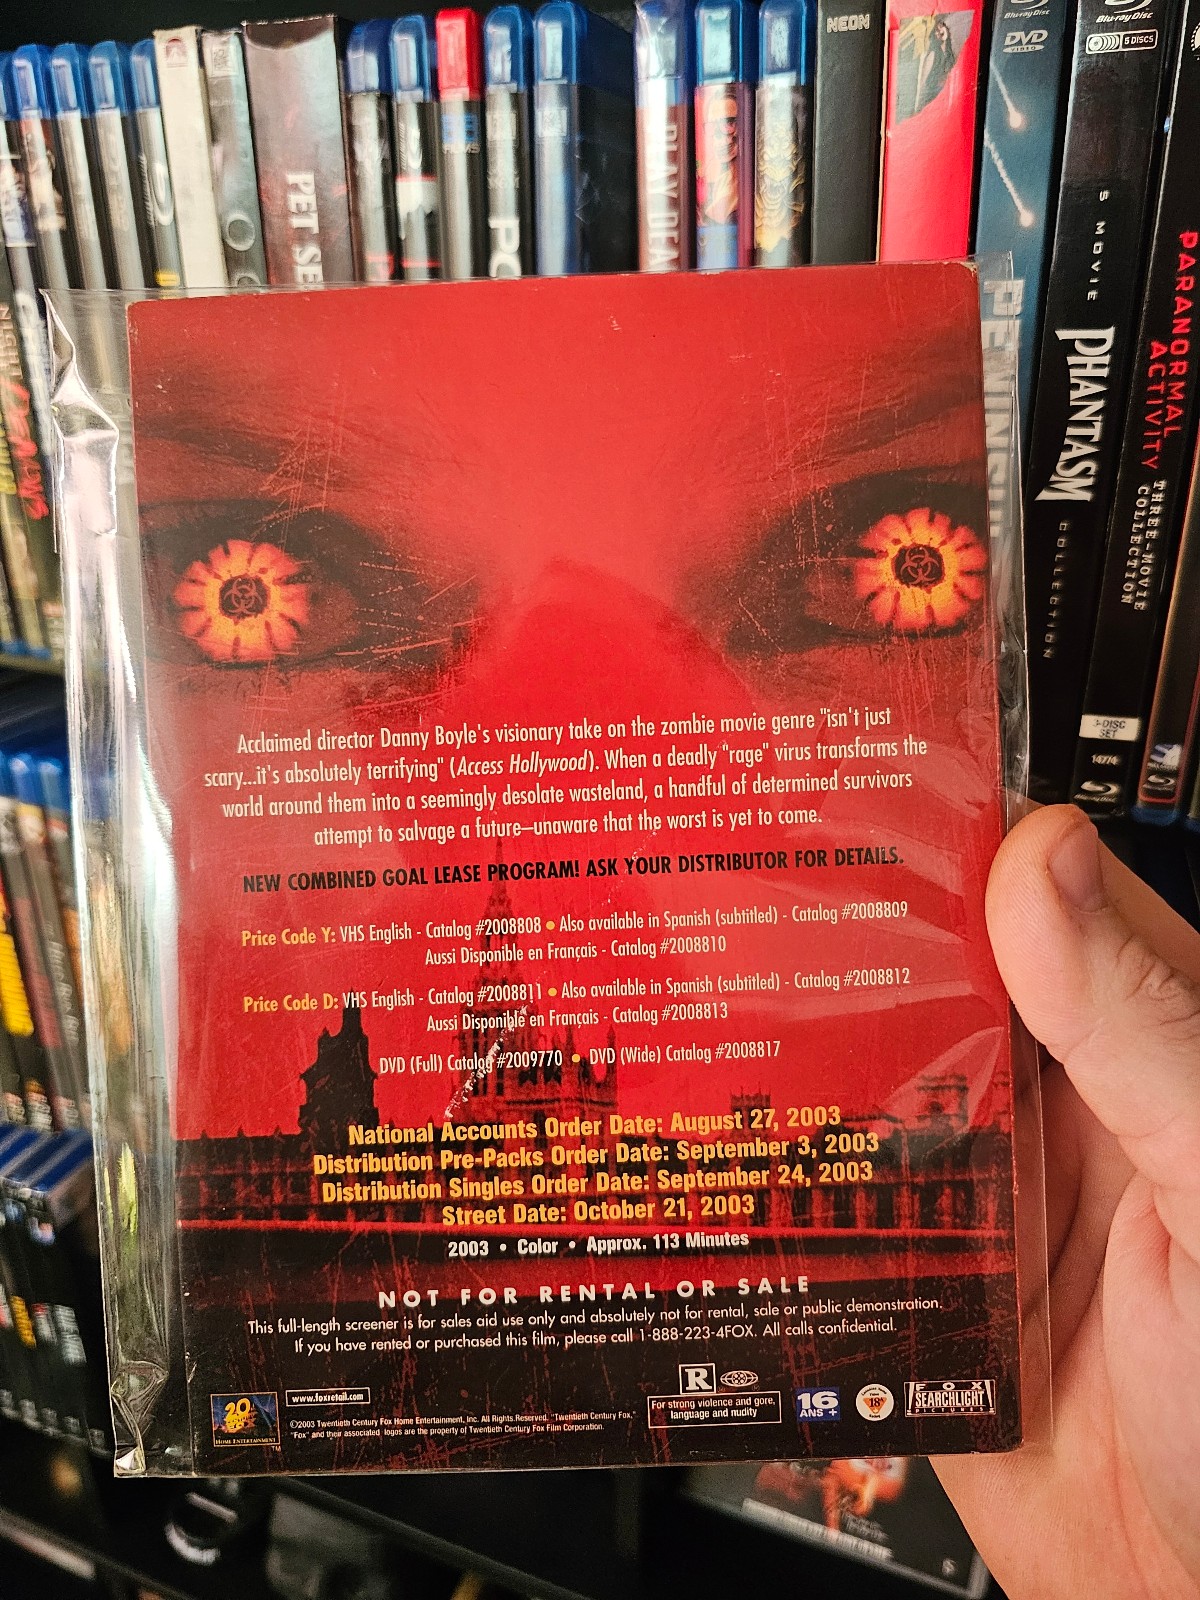 NEON
Blu-ray Disc
DVD
VIDEO
Blu-ray Disc
5 DISCS
PET SE
PLAY DEA
5 MOVIE
PHANTASM
COLLECTION
PARANORMAL
ACTIVITY
THREE-MOVIE
COLLECTION
3-DISC
SET
14774
Acclaimed director Danny Boyle's visionary take on the zombie movie genre "isn't just
scary...it's absolutely terrifying" (Access Hollywood). When a deadly "rage" virus transforms the
world around them into a seemingly desolate wasteland, a handful of determined survivors
attempt to salvage a future—unaware that the worst is yet to come.
NEW COMBINED GOAL LEASE PROGRAM! ASK YOUR DISTRIBUTOR FOR DETAILS.
Price Code Y: VHS English - Catalog #2008808 • Also available in Spanish (subtitled) - Catalog #2008809
Aussi Disponible en Français - Catalog #2008810
Price Code D: VHS English - Catalog #2008811 • Also available in Spanish (subtitled) - Catalog #2008812
Aussi Disponible en Français - Catalog #2008813
DVD (Full) Catalog #2009770 • DVD (Wide) Catalog #2008817
National Accounts Order Date: August 27, 2003
Distribution Pre-Packs Order Date: September 3, 2003
Distribution Singles Order Date: September 24, 2003
Street Date: October 21, 2003
2003 • Color • Approx. 113 Minutes
NOT FOR RENTAL OR SALE
This full-length screener is for sales aid use only and absolutely not for rental, sale or public demonstration.
If you have rented or purchased this film, please call 1-888-223-4FOX. All calls confidential.
20
HOME ENTERTAINMENT
TM
www.foxretail.com
©2003 Twentieth Century Fox Home Entertainment, Inc. All Rights Reserved. "Twentieth Century Fox,"
"Fox" and their associated logos are the property of Twentieth Century Fox Film Corporation.
R
For strong violence and gore,
language and nudity
16
ANS +
18
FOX
SEARCHLIGHT
PICTURES